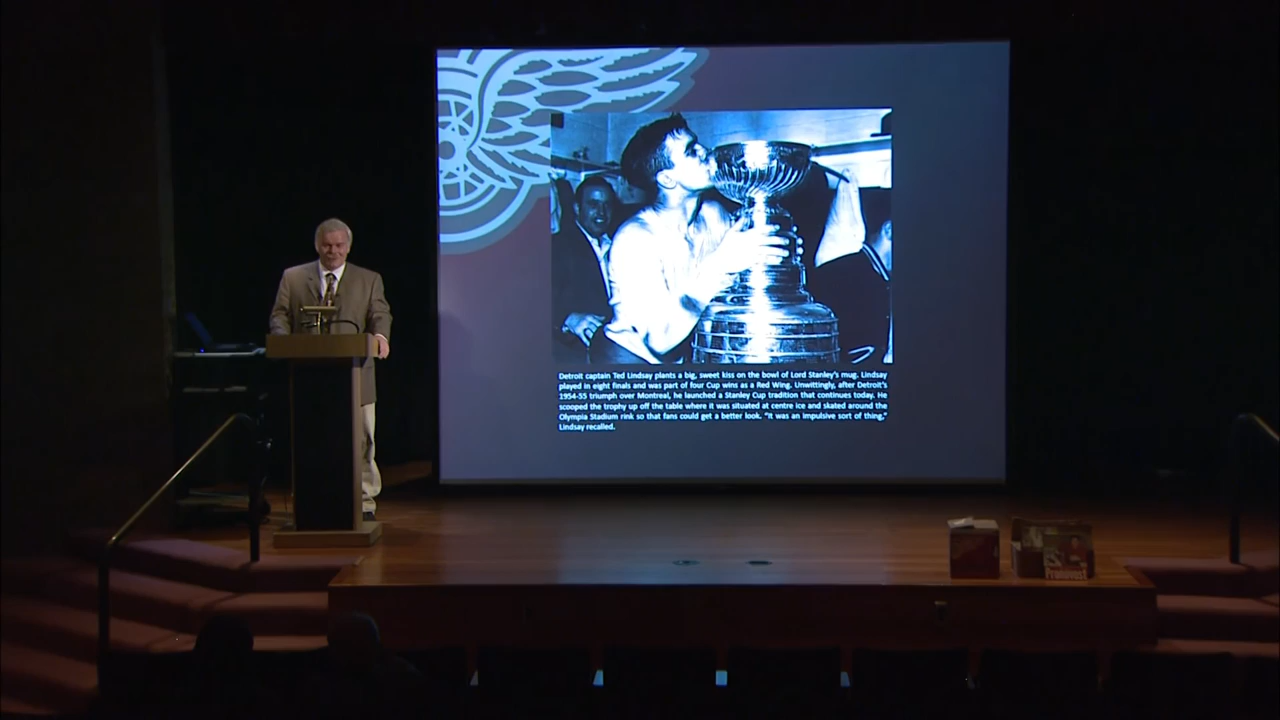 Detroit captain Ted Lindsay plants a big, sweet kiss on the bowl of Lord Stanley's mug. Lindsay
played in eight finals and was part of four Cup wins as a Red Wing. Unwittingly, after Detroit's
1954-55 triumph over Montreal, he launched a Stanley Cup tradition that continues today. He
scooped the trophy up off the table where it was situated at centre ice and skated around the
Olympia Stadium rink so that fans could get a better look. "It was an impulsive sort of thing,"
Lindsay recalled.